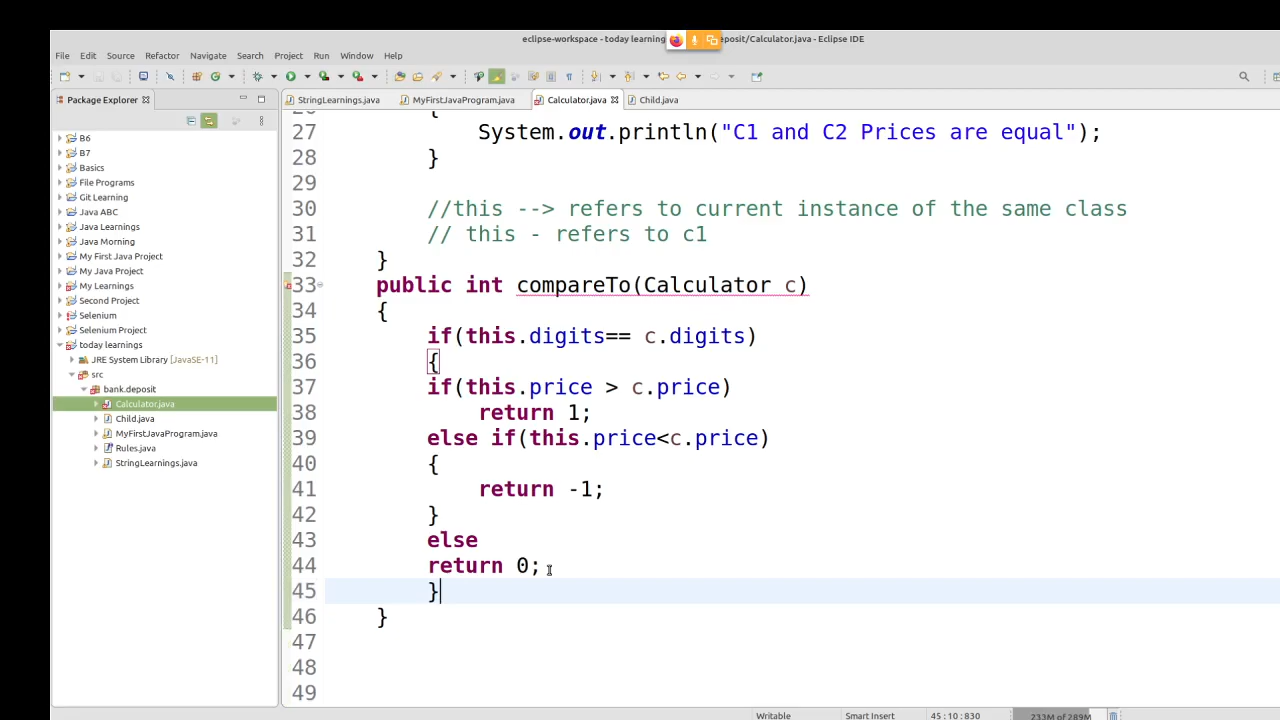 eclipse-workspace - today learning eposit/Calculator.java - Eclipse IDE
File Edit Source Refactor Navigate Search Project Run Window Help
Package Explorer
StringLearnings.java MyFirstJavaProgram.java Calculator.java Child.java
B6
B7
Basics
File Programs
Git Learning
Java ABC
Java Learnings
Java Morning
My First Java Project
My Java Project
My Learnings
Second Project
Selenium
Selenium Project
today learning
JRE System Library [JavaSE-11]
src
bank.deposit
Calculator.java
Child.java
MyFirstJavaProgram.java
Rules.java
StringLearnings.java
26 {
27 System.out.println("C1 and C2 Prices are equal");
28 }
29
30 //this --> refers to current instance of the same class
31 // this - refers to c1
32 }
33 public int compareTo(Calculator c)
34 {
35 if(this.digits== c.digits)
36 {
37 if(this.price > c.price)
38 return 1;
39 else if(this.price<c.price)
40 {
41 return -1;
42 }
43 else
44 return 0;
45 }
46 }
47
48
49
Writable Smart Insert 45 : 10 : 830 233M of 289M